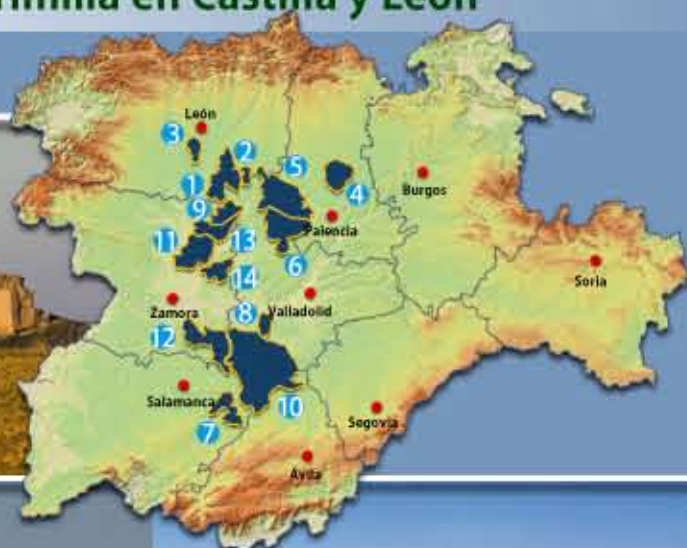 en Castilla y León
León
3
2
5
1
4
Burgos
9
Palencia
11
13
6
14
Soria
Zamora
8
Valladolid
12
Salamanca
10
7
Segovia
Ávila